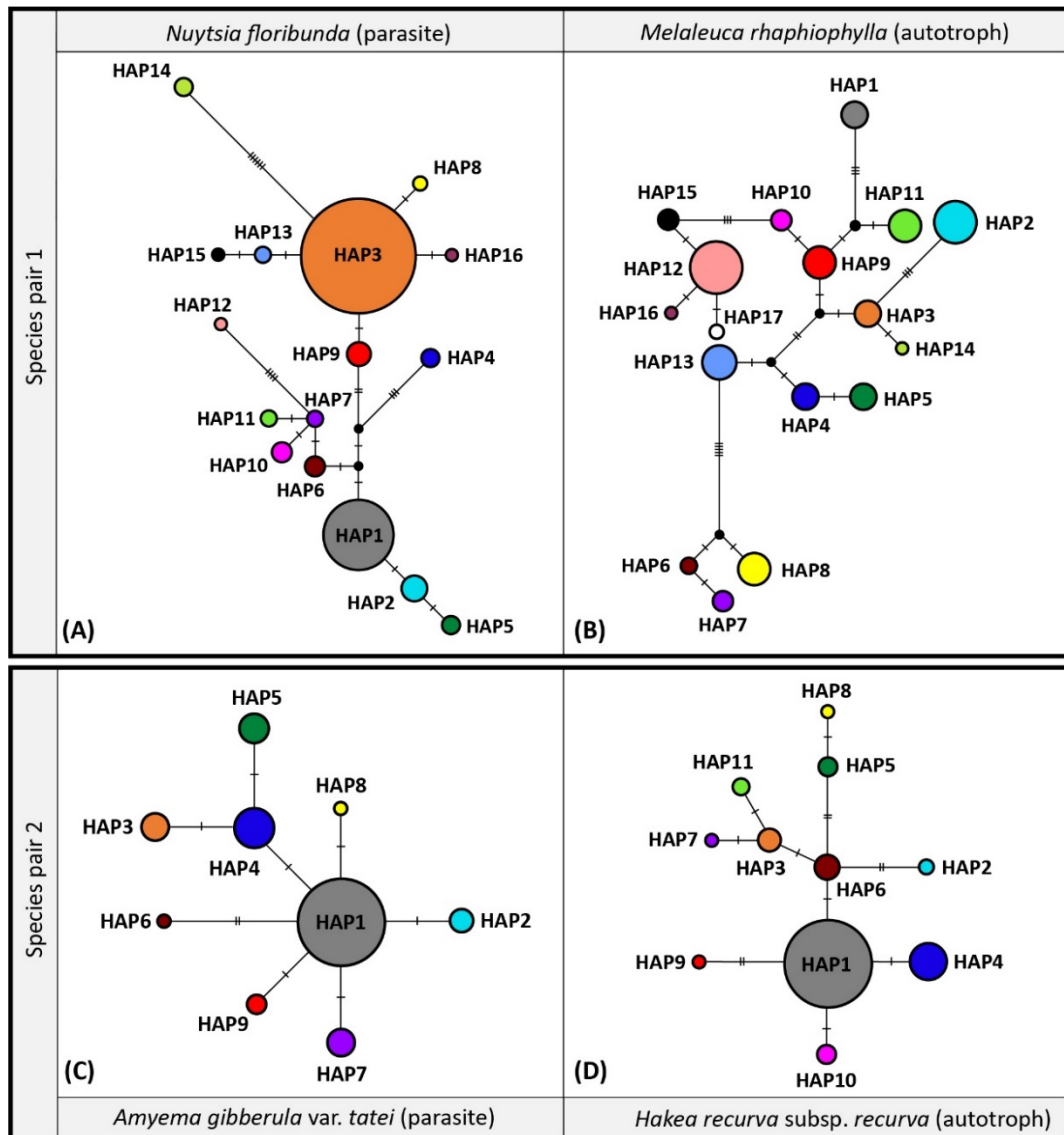 Nuytsia floribunda (parasite)
Melaleuca rhaphiophylla (autotroph)
Species pair 1
HAP14
HAP8
HAP15
HAP13
HAP3
HAP16
HAP12
HAP9
HAP4
HAP7
HAP11
HAP10
HAP6
HAP1
HAP2
HAP5
(A)
HAP1
HAP15
HAP10
HAP11
HAP2
HAP12
HAP9
HAP16
HAP17
HAP3
HAP14
HAP13
HAP4
HAP5
HAP6
HAP8
HAP7
(B)
Species pair 2
HAP5
HAP8
HAP3
HAP4
HAP6
HAP1
HAP2
HAP9
HAP7
(C)
HAP8
HAP11
HAP5
HAP7
HAP3
HAP6
HAP2
HAP9
HAP1
HAP4
HAP10
(D)
Amyema gibberula var. tatei (parasite)
Hakea recurva subsp. recurva (autotroph)